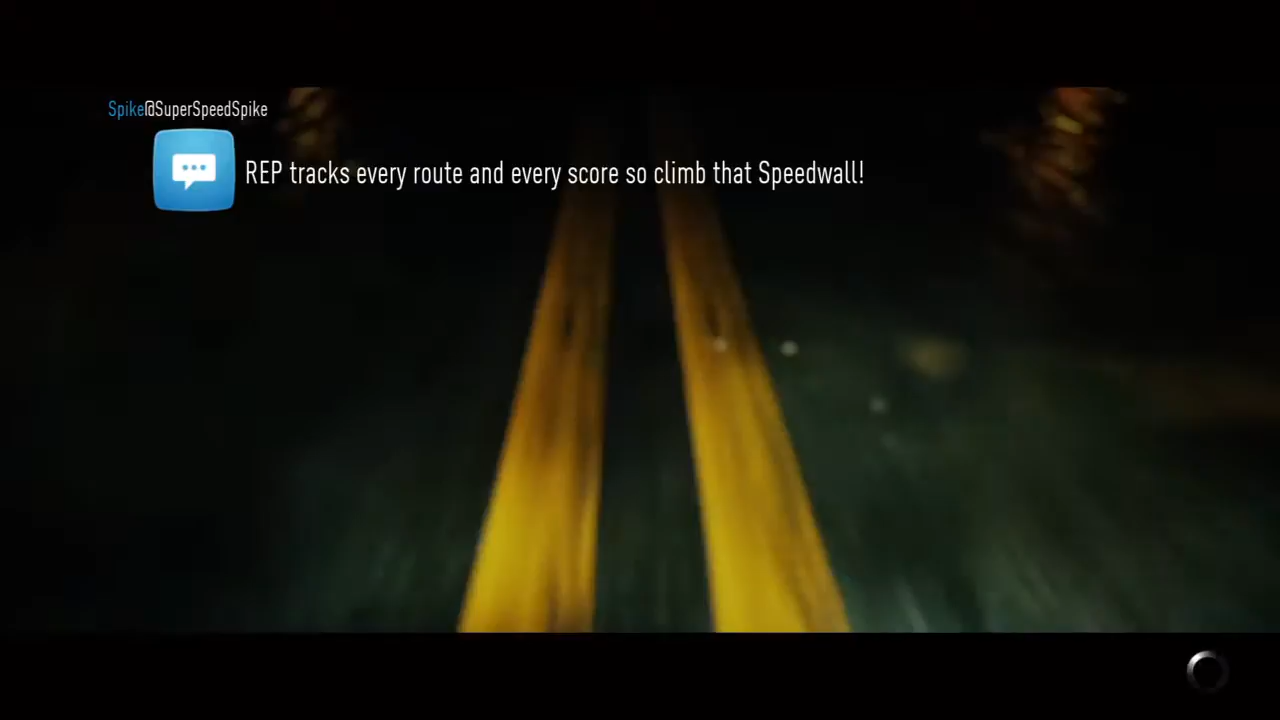 Spike@SuperSpeedSpike
REP tracks every route and every score so climb that Speedwall!